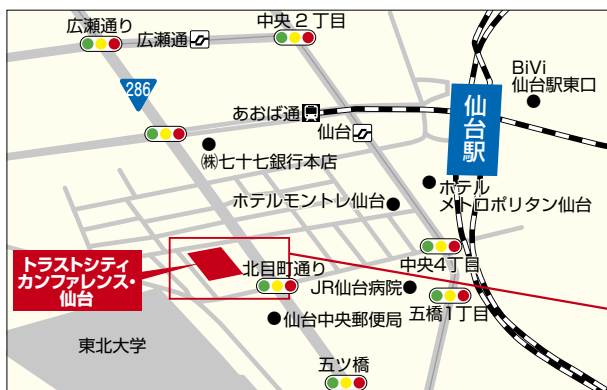 広瀬通り
広瀬通
中央2丁目
286
あおば通
仙台
仙台駅
BiVi
仙台駅東口
㈱七十七銀行本店
ホテルモントレ仙台
ホテル
メトロポリタン仙台
トラストシティ
カンファレンス・
仙台
北目町通り
中央4丁目
JR仙台病院
五橋1丁目
仙台中央郵便局
東北大学
五ツ橋